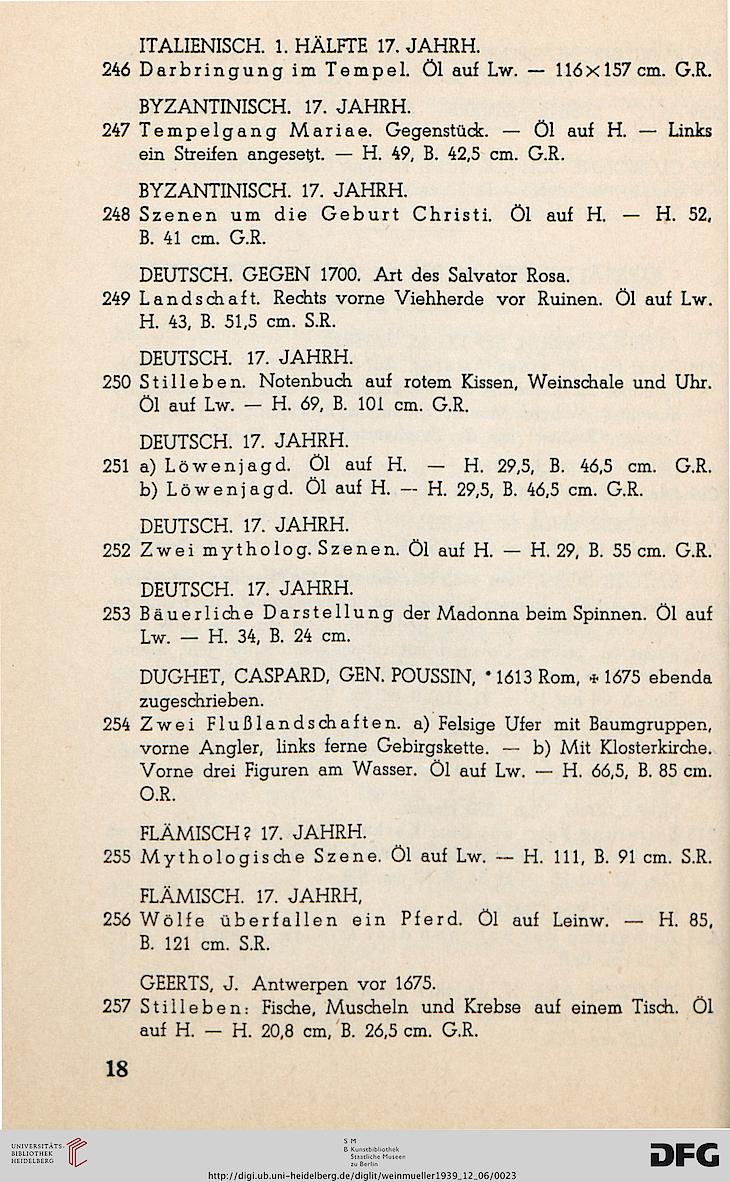 ITALIENISCH. 1. HÄLFTE 17. JAHRH.
246 Darbringung im Tempel. Öl auf Lw. — 116×157 cm. G.R.
BYZANTINISCH. 17. JAHRH.
247 Tempelgang Mariae. Gegenstück. — Öl auf H. — Links
ein Streifen angesetzt. — H. 49, B. 42,5 cm. G.R.
BYZANTINISCH. 17. JAHRH.
248 Szenen um die Geburt Christi. Öl auf H. — H. 52,
B. 41 cm. G.R.
DEUTSCH. GEGEN 1700. Art des Salvator Rosa.
249 Landschaft. Rechts vorne Viehherde vor Ruinen. Öl auf Lw.
H. 43, B. 51,5 cm. S.R.
DEUTSCH. 17. JAHRH.
250 Stilleben. Notenbuch auf rotem Kissen, Weinschale und Uhr.
Öl auf Lw. — H. 69, B. 101 cm. G.R.
DEUTSCH. 17. JAHRH.
251 a) Löwenjagd. Öl auf H. — H. 29,5, B. 46,5 cm. G.R.
b) Löwenjagd. Öl auf H. — H. 29,5, B. 46,5 cm. G.R.
DEUTSCH. 17. JAHRH.
252 Zwei mytholog. Szenen. Öl auf H. — H. 29, B. 55 cm. G.R.
DEUTSCH. 17. JAHRH.
253 Bäuerliche Darstellung der Madonna beim Spinnen. Öl auf
Lw. — H. 34, B. 24 cm.
DUGHET, CASPARD, GEN. POUSSIN, * 1613 Rom, ✠ 1675 ebenda
zugeschrieben.
254 Zwei Flußlandschaften. a) Felsige Ufer mit Baumgruppen,
vorne Angler, links ferne Gebirgskette. — b) Mit Klosterkirche.
Vorne drei Figuren am Wasser. Öl auf Lw. — H. 66,5, B. 85 cm.
O.R.
FLÄMISCH? 17. JAHRH.
255 Mythologische Szene. Öl auf Lw. — H. 111, B. 91 cm. S.R.
FLÄMISCH. 17. JAHRH,
256 Wölfe überfallen ein Pferd. Öl auf Leinw. — H. 85,
B. 121 cm. S.R.
GEERTS, J. Antwerpen vor 1675.
257 Stilleben: Fische, Muscheln und Krebse auf einem Tisch. Öl
auf H. — H. 20,8 cm, B. 26,5 cm. G.R.
18
UNIVERSITÄTS-
BIBLIOTHEK
HEIDELBERG
S M
B Kunstbibliothek
Staatliche Museen
zu Berlin
DFG
http://digi.ub.uni-heidelberg.de/diglit/weinmueller1939_12_06/0023